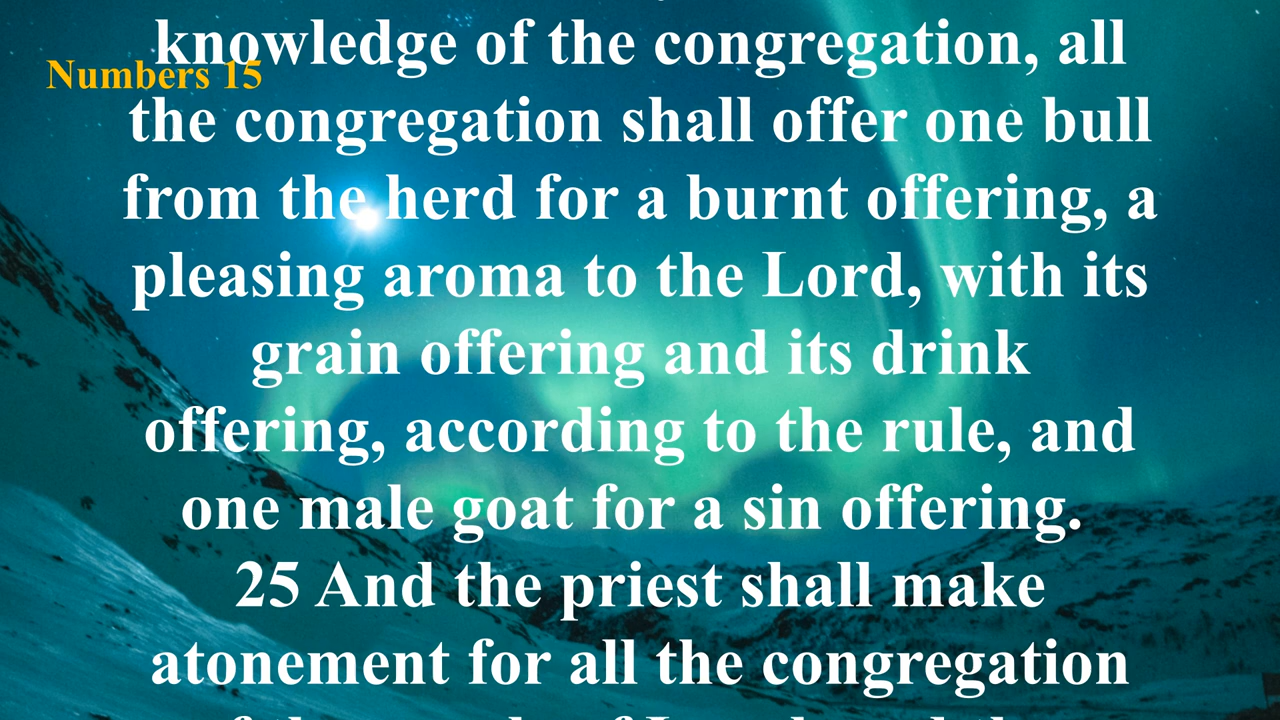 knowledge of the congregation, all
Numbers 15
the congregation shall offer one bull
from the herd for a burnt offering, a
pleasing aroma to the Lord, with its
grain offering and its drink
offering, according to the rule, and
one male goat for a sin offering.
25 And the priest shall make
atonement for all the congregation